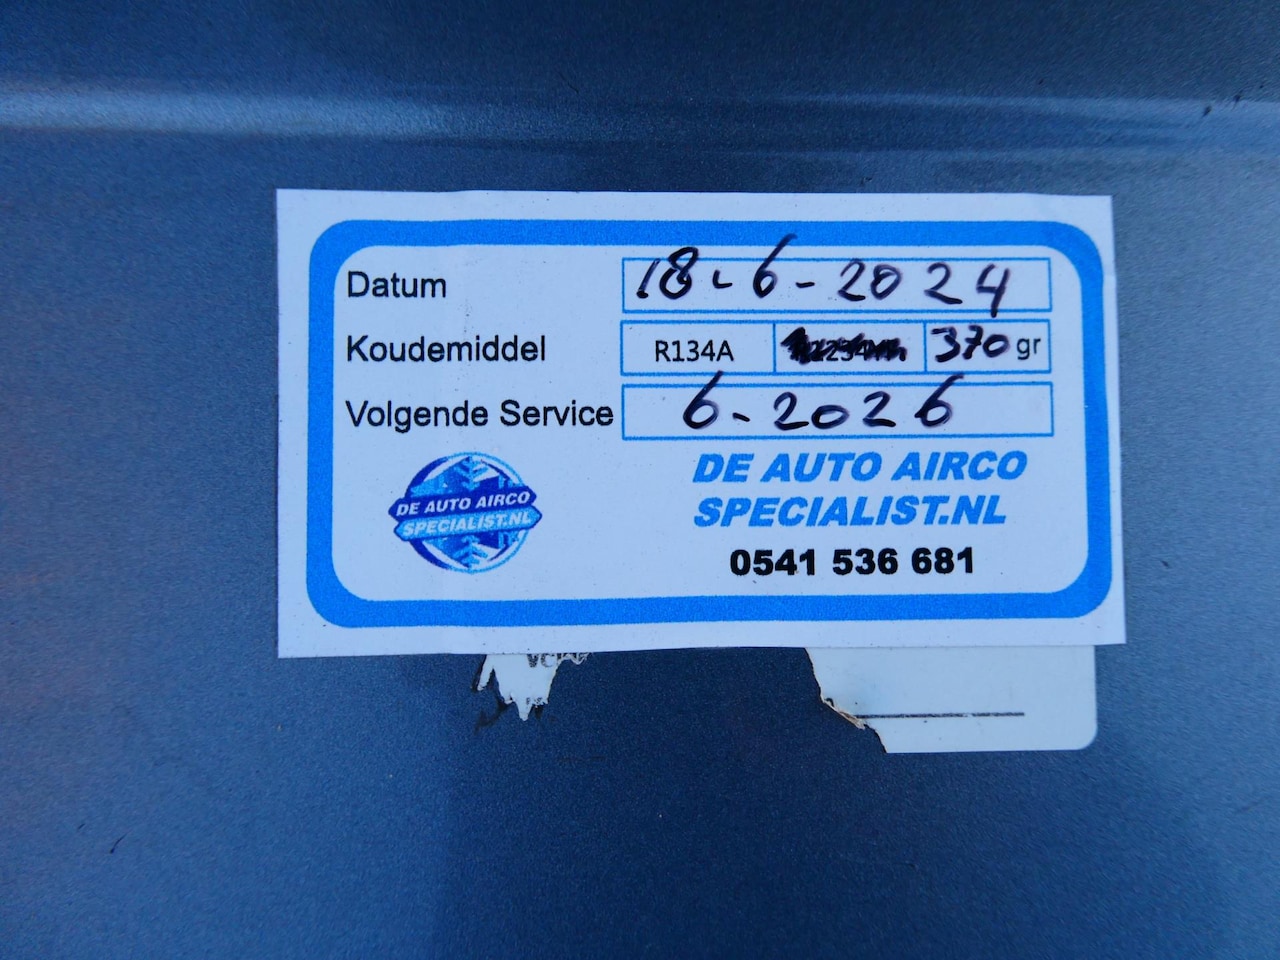 Datum 18-6-2024
Koudemiddel R134A 370 gr
Volgende Service 6-2026
DE AUTO AIRCO
SPECIALIST.NL
DE AUTO AIRCO
SPECIALIST.NL
0541 536 681